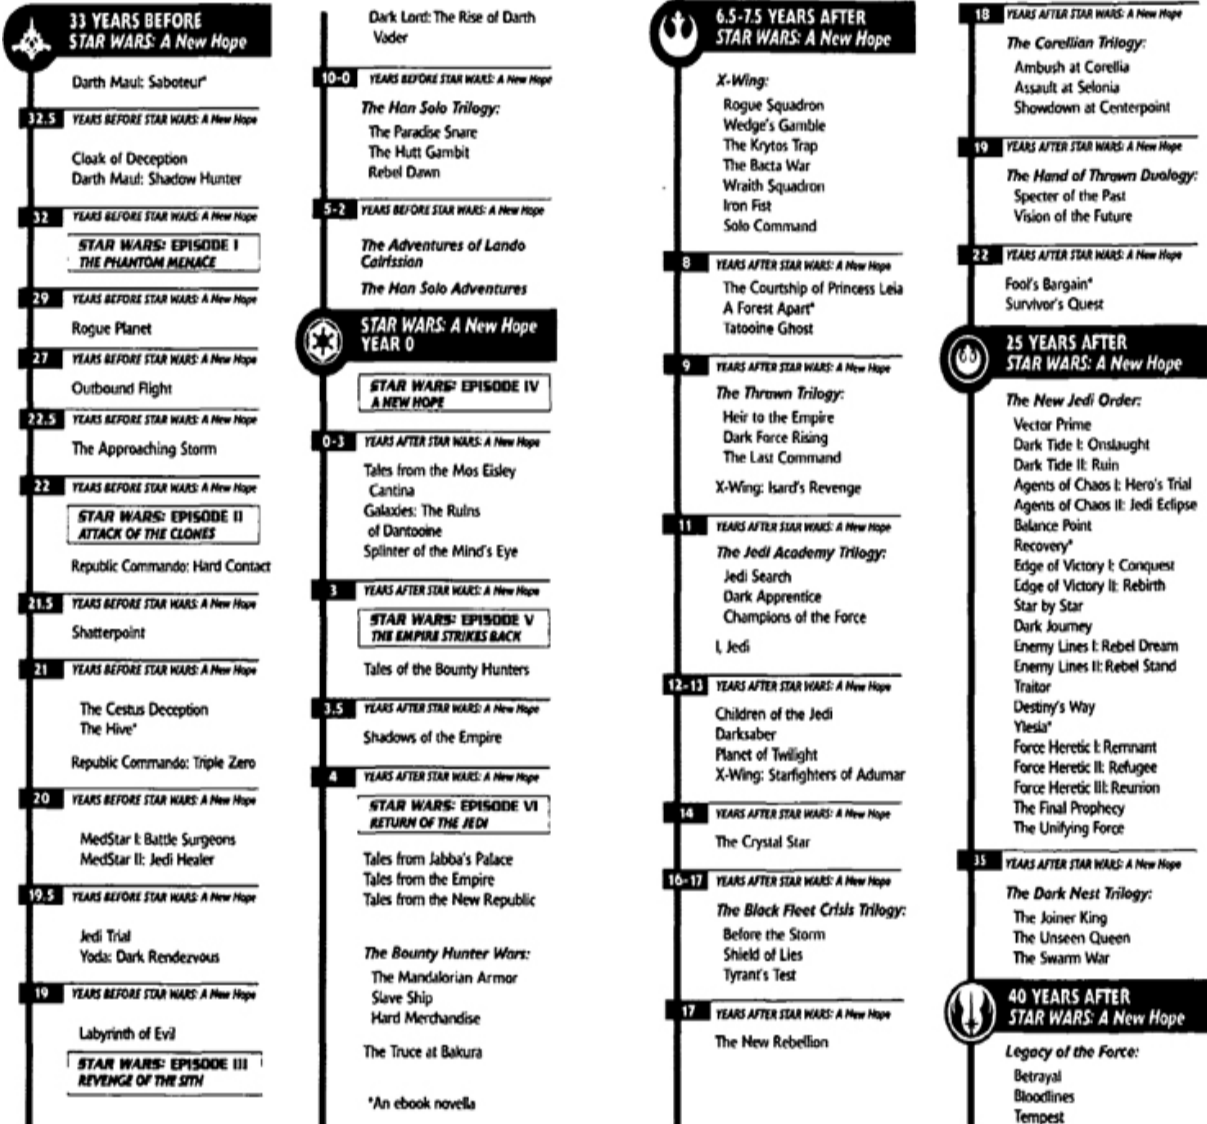 33 YEARS BEFORE
STAR WARS: A New Hope
Darth Maul: Saboteur*
32.5 YEARS BEFORE STAR WARS: A New Hope
Cloak of Deception
Darth Maul: Shadow Hunter
32 YEARS BEFORE STAR WARS: A New Hope
STAR WARS: EPISODE I
THE PHANTOM MENACE
29 YEARS BEFORE STAR WARS: A New Hope
Rogue Planet
27 YEARS BEFORE STAR WARS: A New Hope
Outbound Flight
22.5 YEARS BEFORE STAR WARS: A New Hope
The Approaching Storm
22 YEARS BEFORE STAR WARS: A New Hope
STAR WARS: EPISODE II
ATTACK OF THE CLONES
Republic Commando: Hard Contact
21.5 YEARS BEFORE STAR WARS: A New Hope
Shatterpoint
21 YEARS BEFORE STAR WARS: A New Hope
The Cestus Deception
The Hive*
Republic Commando: Triple Zero
20 YEARS BEFORE STAR WARS: A New Hope
MedStar I: Battle Surgeons
MedStar II: Jedi Healer
19.5 YEARS BEFORE STAR WARS: A New Hope
Jedi Trial
Yoda: Dark Rendezvous
19 YEARS BEFORE STAR WARS: A New Hope
Labyrinth of Evil
STAR WARS: EPISODE III
REVENGE OF THE SITH
Dark Lord: The Rise of Darth
Vader
10-0 YEARS BEFORE STAR WARS: A New Hope
The Han Solo Trilogy:
The Paradise Snare
The Hutt Gambit
Rebel Dawn
5-2 YEARS BEFORE STAR WARS: A New Hope
The Adventures of Lando
Calrissian
The Han Solo Adventures
STAR WARS: A New Hope
YEAR 0
STAR WARS: EPISODE IV
A NEW HOPE
0-3 YEARS AFTER STAR WARS: A New Hope
Tales from the Mos Eisley
Cantina
Galaxies: The Ruins
of Dantooine
Splinter of the Mind's Eye
3 YEARS AFTER STAR WARS: A New Hope
STAR WARS: EPISODE V
THE EMPIRE STRIKES BACK
Tales of the Bounty Hunters
3.5 YEARS AFTER STAR WARS: A New Hope
Shadows of the Empire
4 YEARS AFTER STAR WARS: A New Hope
STAR WARS: EPISODE VI
RETURN OF THE JEDI
Tales from Jabba's Palace
Tales from the Empire
Tales from the New Republic
The Bounty Hunter Wars:
The Mandalorian Armor
Slave Ship
Hard Merchandise
The Truce at Bakura
*An ebook novella
6.5-7.5 YEARS AFTER
STAR WARS: A New Hope
X-Wing:
Rogue Squadron
Wedge's Gamble
The Krytos Trap
The Bacta War
Wraith Squadron
Iron Fist
Solo Command
8 YEARS AFTER STAR WARS: A New Hope
The Courtship of Princess Leia
A Forest Apart*
Tatooine Ghost
9 YEARS AFTER STAR WARS: A New Hope
The Thrawn Trilogy:
Heir to the Empire
Dark Force Rising
The Last Command
X-Wing: Isard's Revenge
11 YEARS AFTER STAR WARS: A New Hope
The Jedi Academy Trilogy:
Jedi Search
Dark Apprentice
Champions of the Force
I, Jedi
12-13 YEARS AFTER STAR WARS: A New Hope
Children of the Jedi
Darksaber
Planet of Twilight
X-Wing: Starfighters of Adumar
14 YEARS AFTER STAR WARS: A New Hope
The Crystal Star
16-17 YEARS AFTER STAR WARS: A New Hope
The Black Fleet Crisis Trilogy:
Before the Storm
Shield of Lies
Tyrant's Test
17 YEARS AFTER STAR WARS: A New Hope
The New Rebellion
18 YEARS AFTER STAR WARS: A New Hope
The Corellian Trilogy:
Ambush at Corellia
Assault at Selonia
Showdown at Centerpoint
19 YEARS AFTER STAR WARS: A New Hope
The Hand of Thrawn Duology:
Specter of the Past
Vision of the Future
22 YEARS AFTER STAR WARS: A New Hope
Fool's Bargain*
Survivor's Quest
25 YEARS AFTER
STAR WARS: A New Hope
The New Jedi Order:
Vector Prime
Dark Tide I: Onslaught
Dark Tide II: Ruin
Agents of Chaos I: Hero's Trial
Agents of Chaos II: Jedi Eclipse
Balance Point
Recovery*
Edge of Victory I: Conquest
Edge of Victory II: Rebirth
Star by Star
Dark Journey
Enemy Lines I: Rebel Dream
Enemy Lines II: Rebel Stand
Traitor
Destiny's Way
Ylesia*
Force Heretic I: Remnant
Force Heretic II: Refugee
Force Heretic III: Reunion
The Final Prophecy
The Unifying Force
35 YEARS AFTER STAR WARS: A New Hope
The Dark Nest Trilogy:
The Joiner King
The Unseen Queen
The Swarm War
40 YEARS AFTER
STAR WARS: A New Hope
Legacy of the Force:
Betrayal
Bloodlines
Tempest